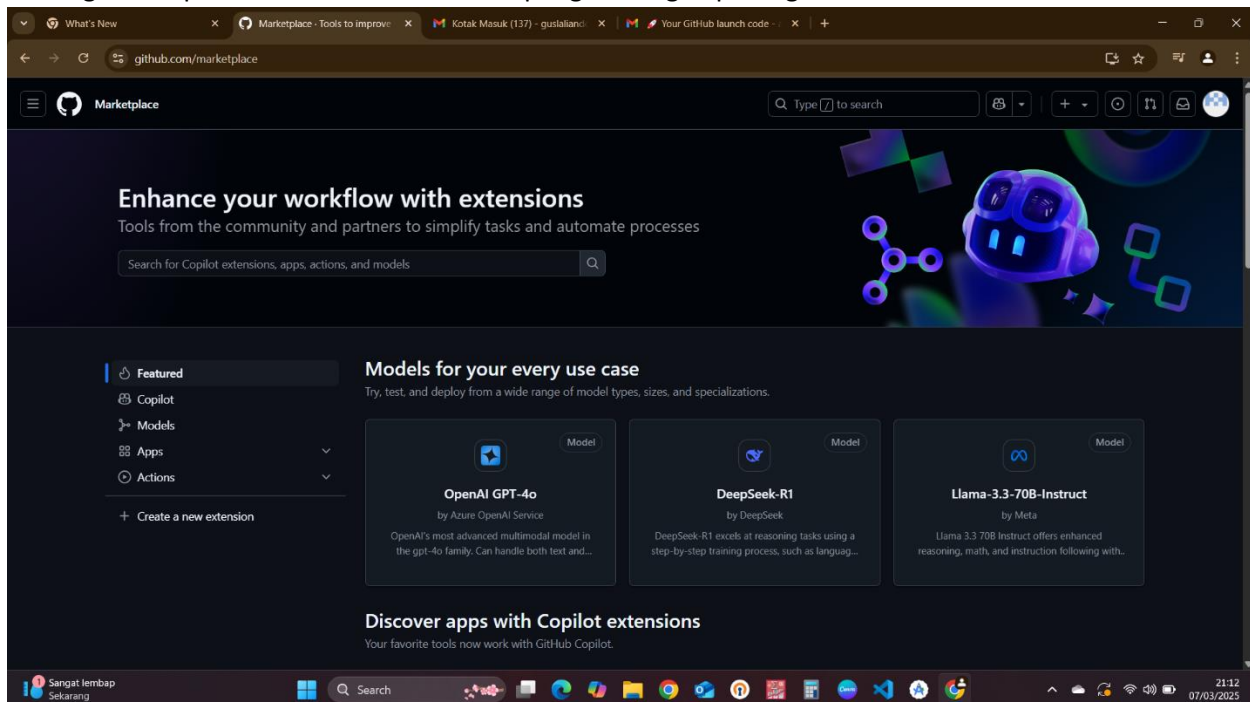 What's New
Marketplace · Tools to improve
Kotak Masuk (137) - guslaliand
Your GitHub launch code -
github.com/marketplace
Marketplace
Type / to search
Enhance your workflow with extensions
Tools from the community and partners to simplify tasks and automate processes
Search for Copilot extensions, apps, actions, and models
Featured
Copilot
Models
Apps
Actions
Create a new extension
Models for your every use case
Try, test, and deploy from a wide range of model types, sizes, and specializations.
Model
OpenAI GPT-4o
by Azure OpenAI Service
OpenAI's most advanced multimodal model in
the gpt-4o family. Can handle both text and...
Model
DeepSeek-R1
by DeepSeek
DeepSeek-R1 excels at reasoning tasks using a
step-by-step training process, such as languag...
Model
Llama-3.3-70B-Instruct
by Meta
Llama 3.3 70B Instruct offers enhanced
reasoning, math, and instruction following with...
Discover apps with Copilot extensions
Your favorite tools now work with GitHub Copilot.
1
Sangat lembap
Sekarang
Search
21:12
07/03/2025